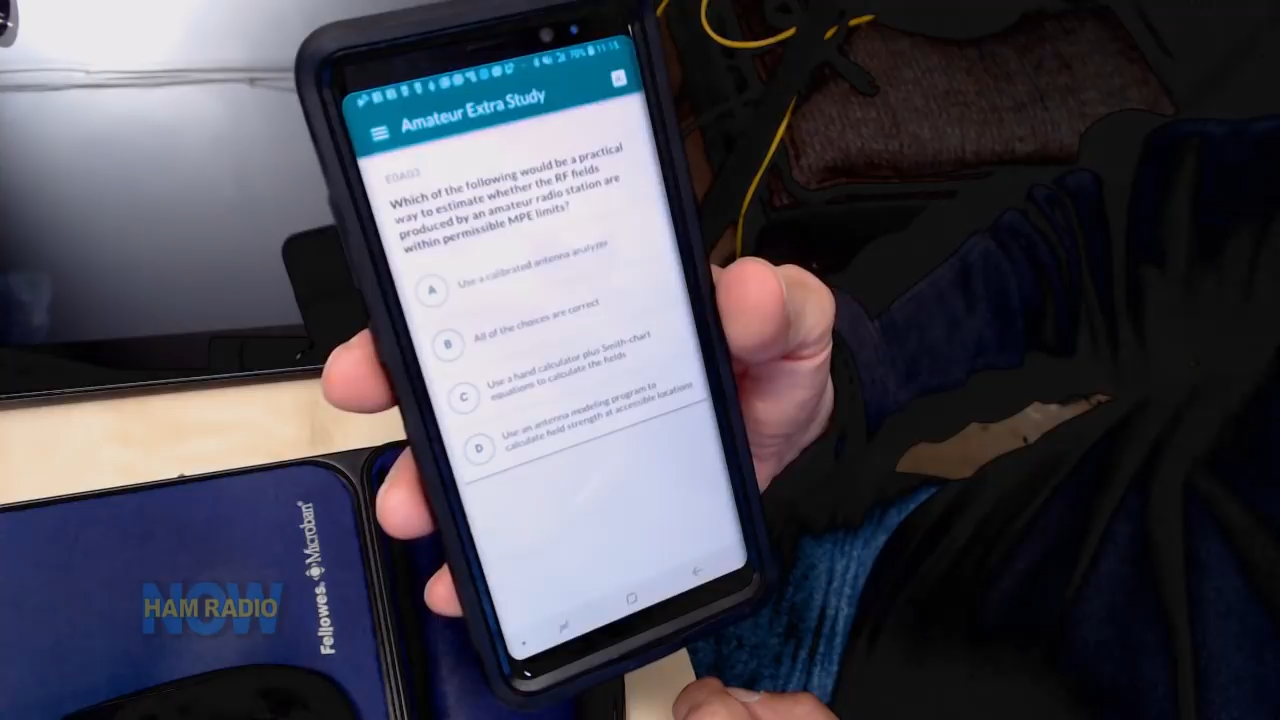 70% 11:15
Amateur Extra Study
E0A03
Which of the following would be a practical
way to estimate whether the RF fields
produced by an amateur radio station are
within permissible MPE limits?
A Use a calibrated antenna analyzer
B All of the choices are correct
C Use a hand calculator plus Smith-chart
equations to calculate the fields
D Use an antenna modeling program to
calculate field strength at accessible locations
Fellowes® Microban®
NOW
HAM RADIO